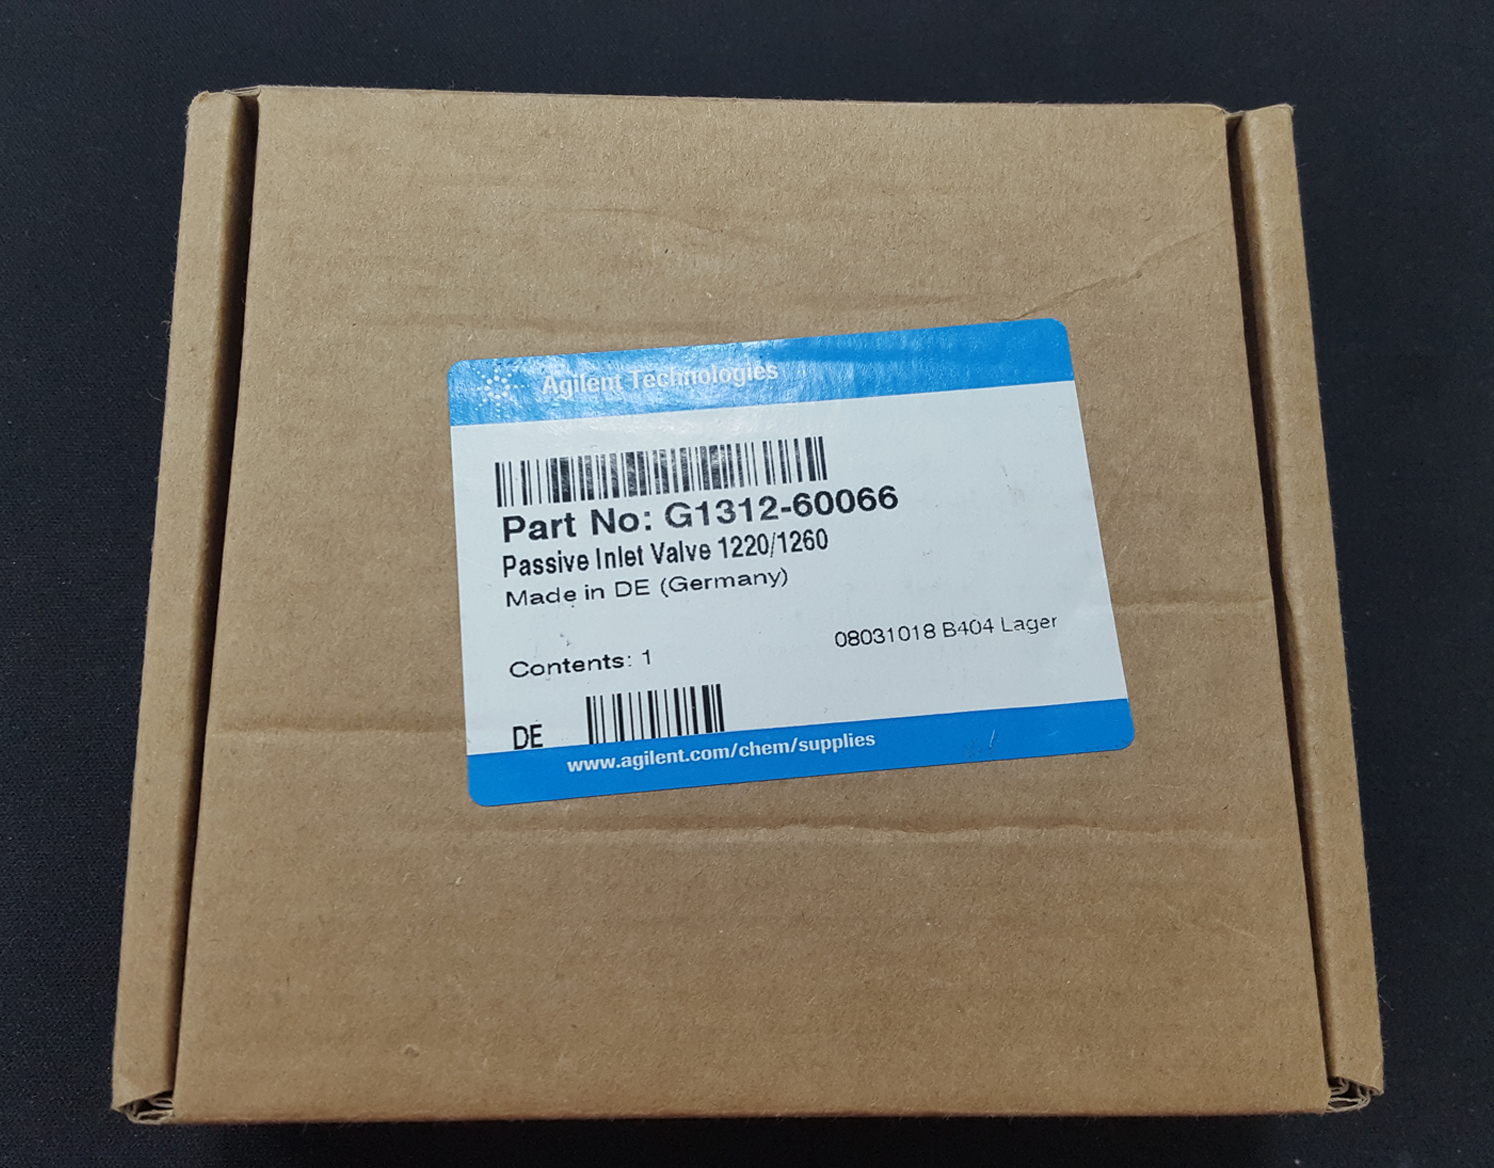 Agilent Technologies
Part No: G1312-60066
Passive Inlet Valve 1220/1260
Made in DE (Germany)
08031018 B404 Lager
Contents: 1
DE
www.agilent.com/chem/supplies